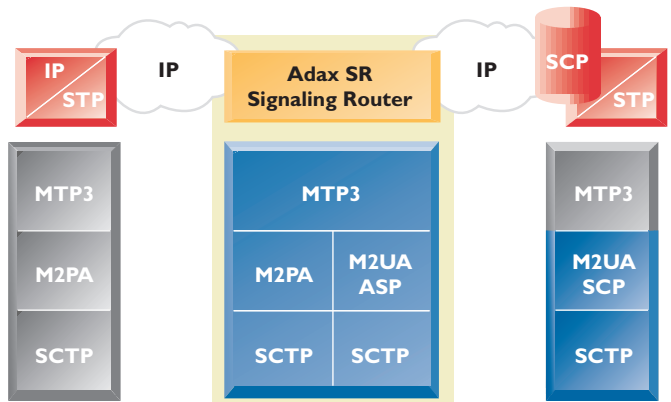 IP
STP
IP
Adax SR
Signaling Router
IP
SCP
STP
MTP3
M2PA
SCTP
MTP3
M2PA
M2UA
ASP
SCTP
SCTP
MTP3
M2UA
SCP
SCTP